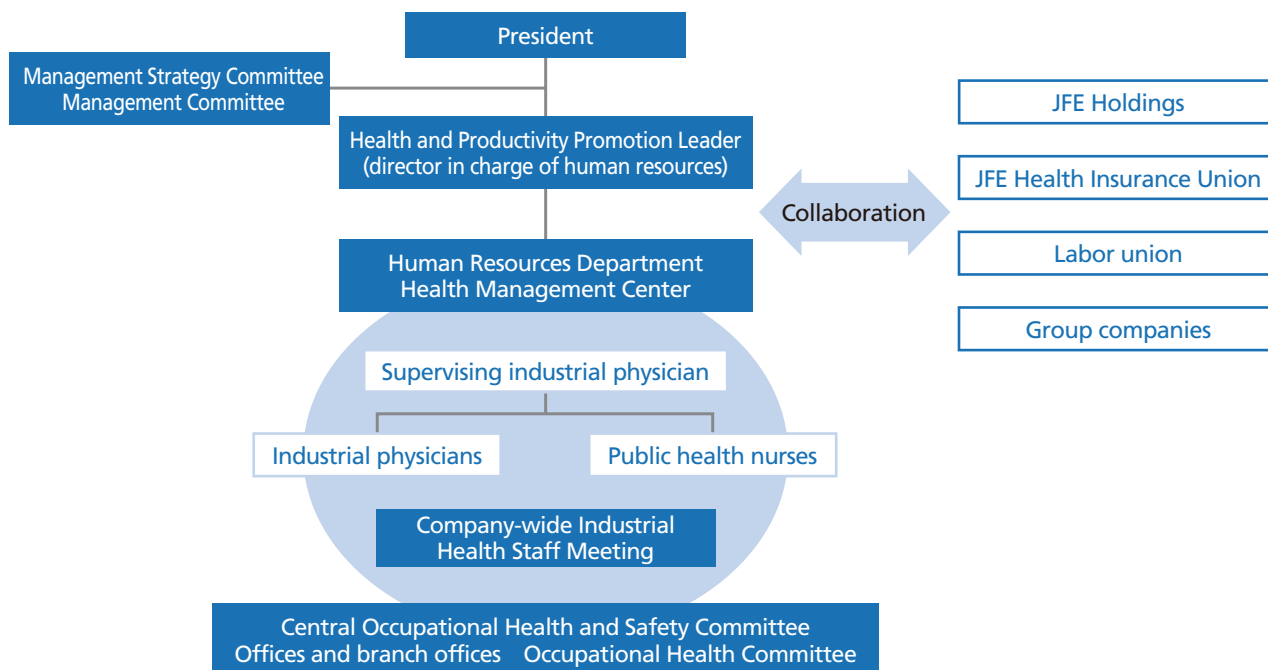 President
Management Strategy Committee
Management Committee
Health and Productivity Promotion Leader
(director in charge of human resources)
Human Resources Department
Health Management Center
Supervising industrial physician
Industrial physicians
Public health nurses
Company-wide Industrial
Health Staff Meeting
Central Occupational Health and Safety Committee
Offices and branch offices Occupational Health Committee
Collaboration
JFE Holdings
JFE Health Insurance Union
Labor union
Group companies